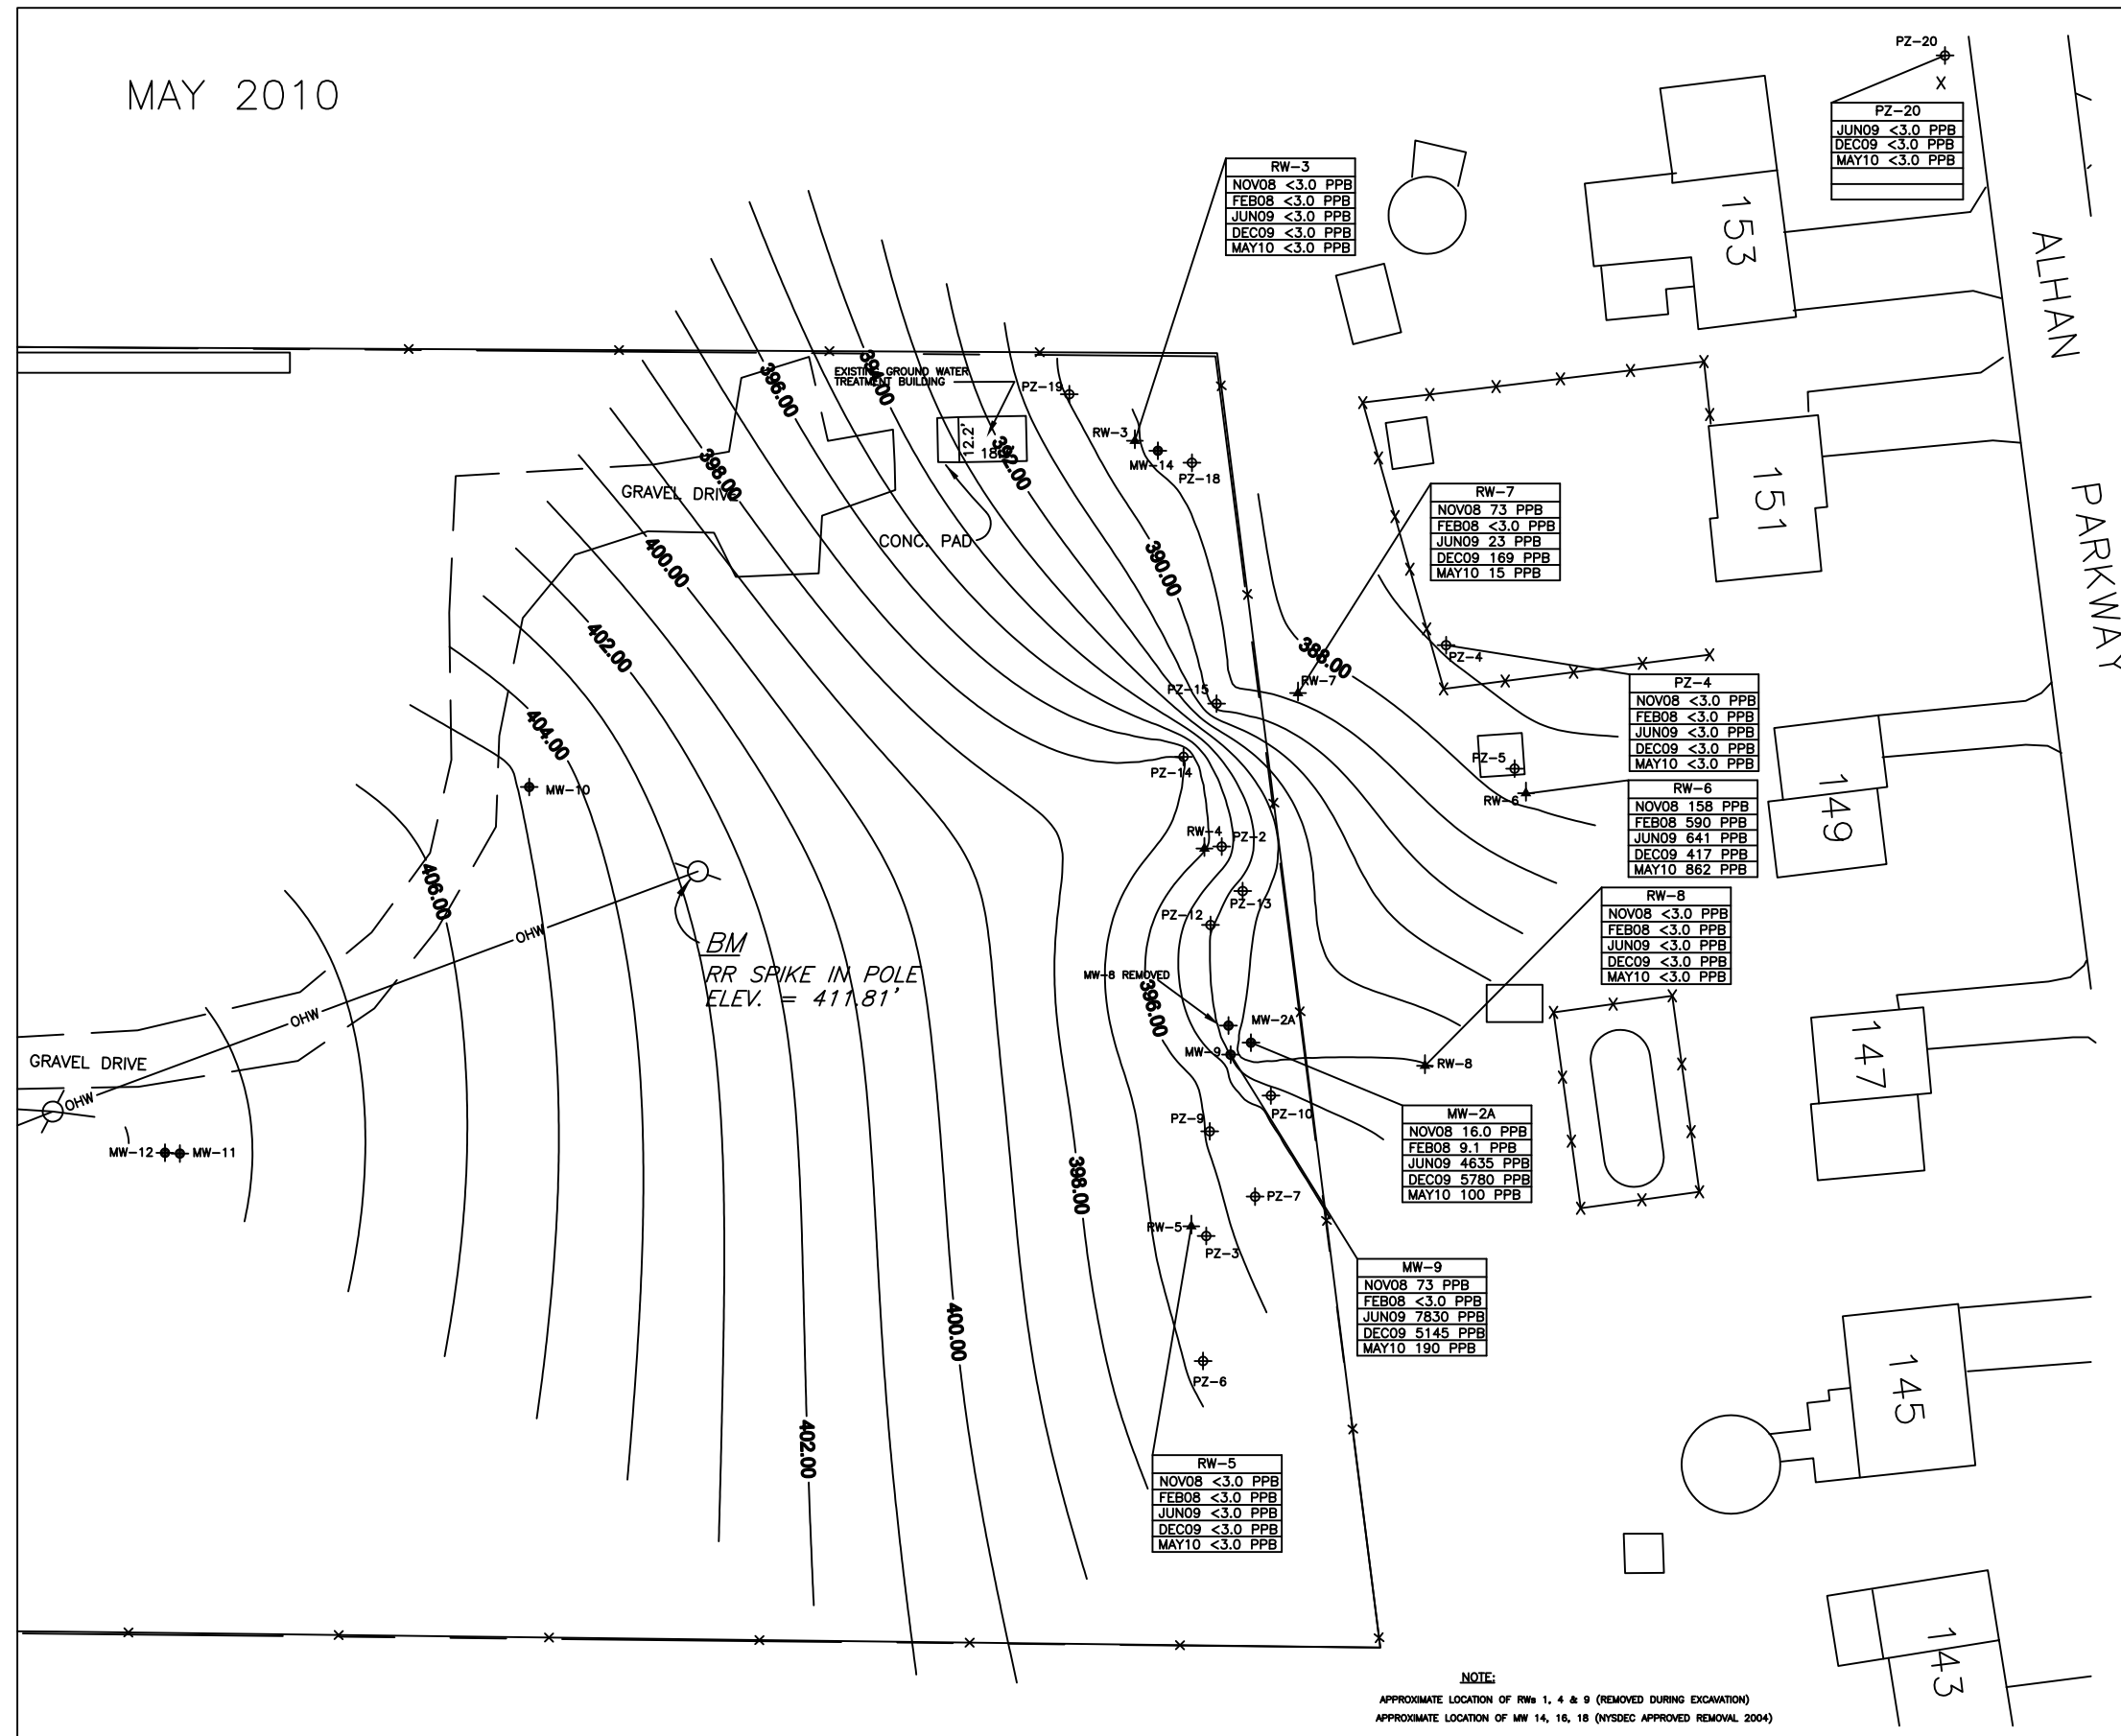 MAY 2010
PZ-20
X
PZ-20
JUN09 <3.0 PPB
DEC09 <3.0 PPB
MAY10 <3.0 PPB
RW-3
NOV08 <3.0 PPB
FEB08 <3.0 PPB
JUN09 <3.0 PPB
DEC09 <3.0 PPB
MAY10 <3.0 PPB
153
ALHAN
PARKWAY
EXISTING GROUND WATER
TREATMENT BUILDING
394.00
396.00
PZ-19
RW-3
MW-14
PZ-18
12.2'
392.00
398.00
GRAVEL DRIVE
CONC. PAD
400.00
390.00
RW-7
NOV08 73 PPB
FEB08 <3.0 PPB
JUN09 23 PPB
DEC09 169 PPB
MAY10 15 PPB
151
402.00
388.00
PZ-4
RW-7
PZ-15
PZ-4
NOV08 <3.0 PPB
FEB08 <3.0 PPB
JUN09 <3.0 PPB
DEC09 <3.0 PPB
MAY10 <3.0 PPB
404.00
PZ-14
PZ-5
MW-10
RW-6
RW-6
NOV08 158 PPB
FEB08 590 PPB
JUN09 641 PPB
DEC09 417 PPB
MAY10 862 PPB
149
RW-4
PZ-2
406.00
PZ-13
PZ-12
RW-8
NOV08 <3.0 PPB
FEB08 <3.0 PPB
JUN09 <3.0 PPB
DEC09 <3.0 PPB
MAY10 <3.0 PPB
OHW
BM
RR SPIKE IN POLE
ELEV. = 411.81'
MW-8 REMOVED
396.00
OHW
MW-2A
MW-9
RW-8
147
GRAVEL DRIVE
OHW
PZ-10
PZ-9
MW-2A
NOV08 16.0 PPB
FEB08 9.1 PPB
JUN09 4635 PPB
DEC09 5780 PPB
MAY10 100 PPB
MW-12
MW-11
398.00
PZ-7
RW-5
PZ-3
MW-9
NOV08 73 PPB
FEB08 <3.0 PPB
JUN09 7830 PPB
DEC09 5145 PPB
MAY10 190 PPB
400.00
PZ-6
145
402.00
RW-5
NOV08 <3.0 PPB
FEB08 <3.0 PPB
JUN09 <3.0 PPB
DEC09 <3.0 PPB
MAY10 <3.0 PPB
143
NOTE:
APPROXIMATE LOCATION OF RWs 1, 4 & 9 (REMOVED DURING EXCAVATION)
APPROXIMATE LOCATION OF MW 14, 16, 18 (NYSDEC APPROVED REMOVAL 2004)